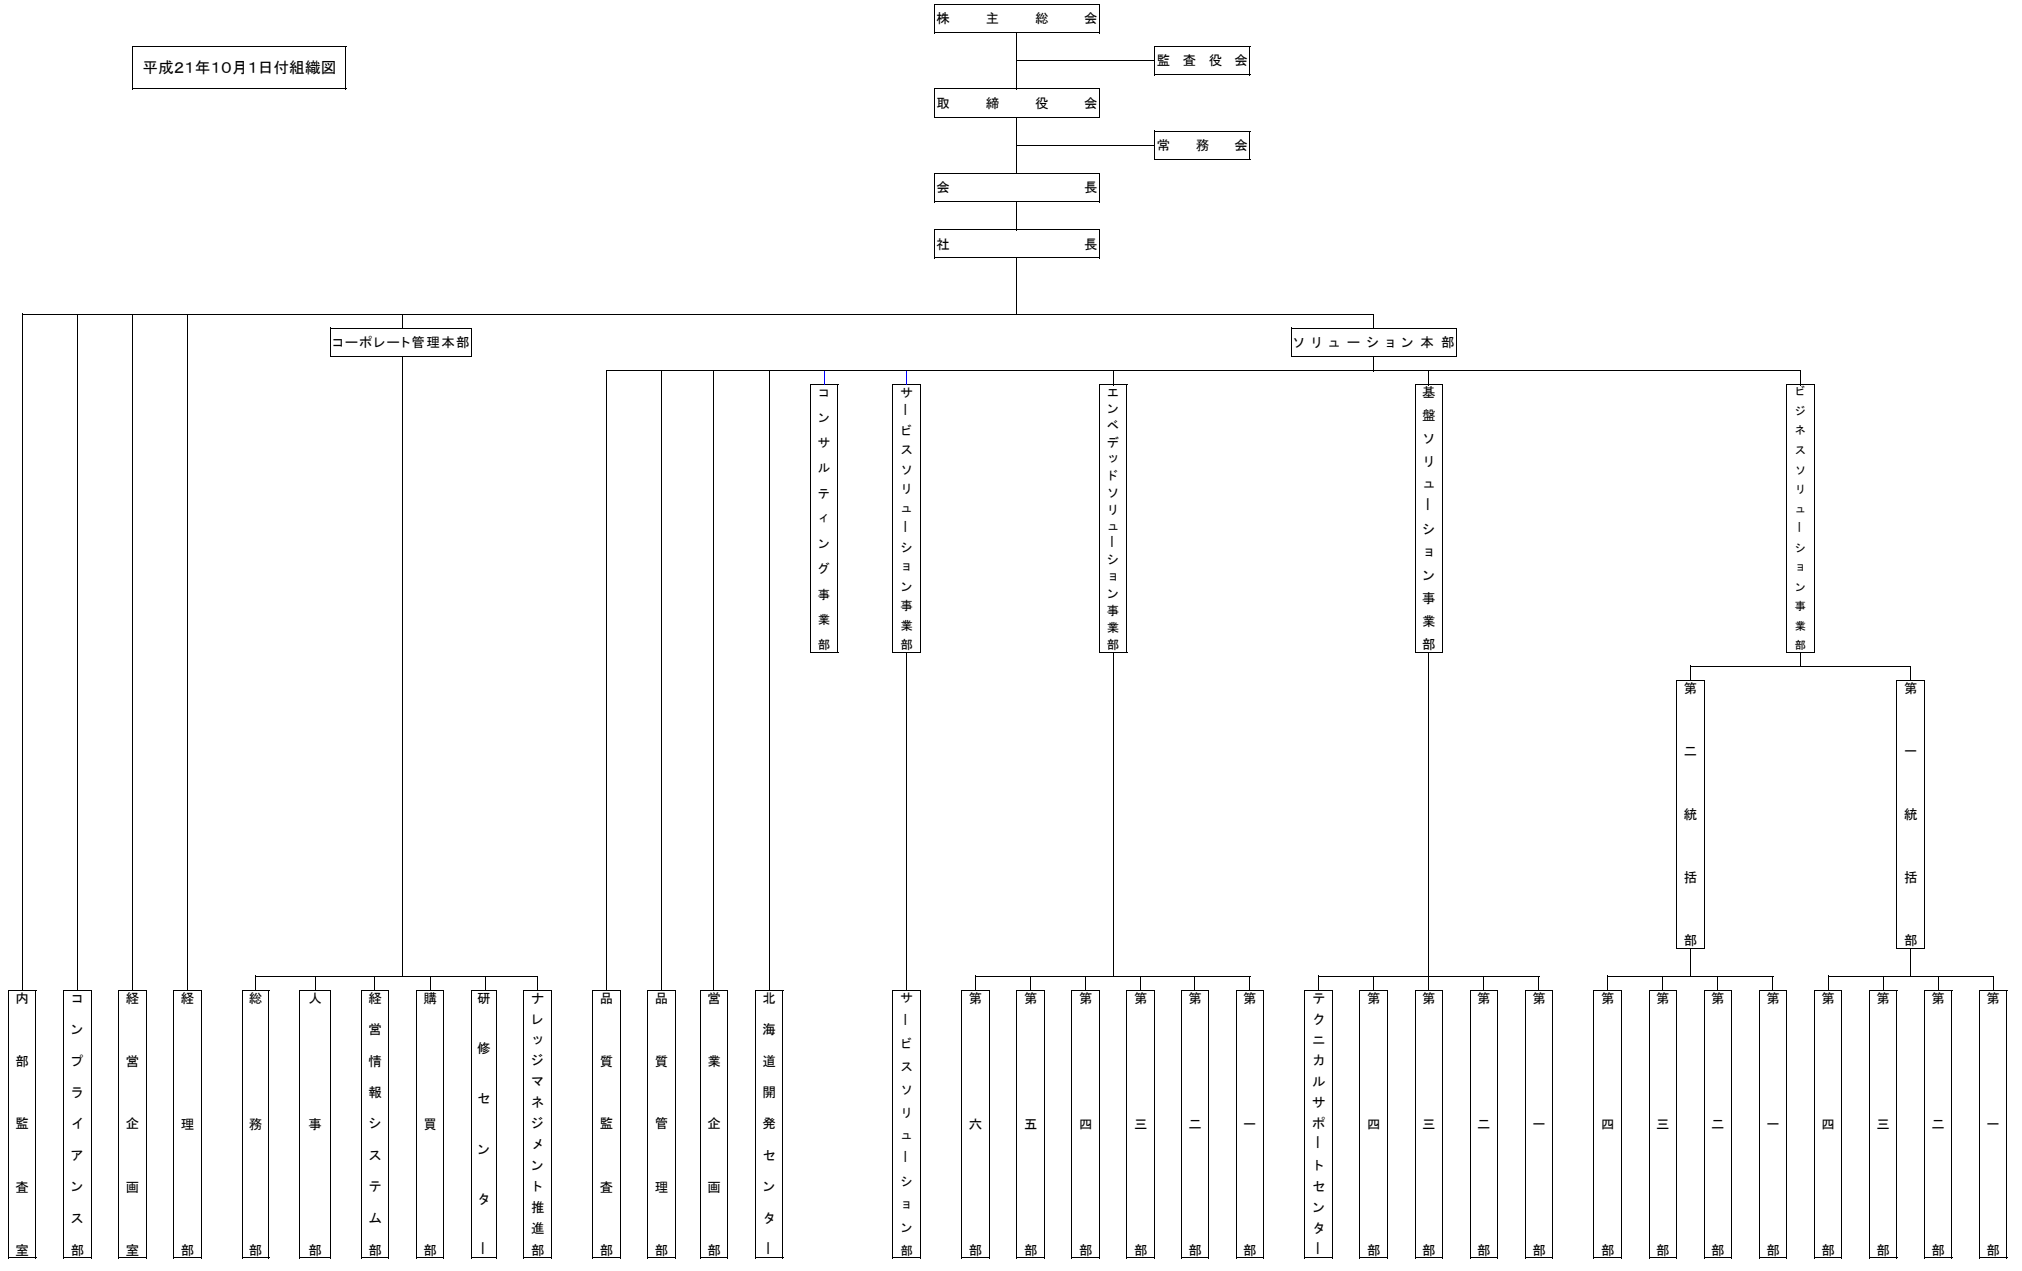 株主総会
平成21年10月1日付組織図
監査役会
取締役会
常務会
会長
社長
コーポレート管理本部
ソリューション本部
コンサルティング事業部
サービスソリューション事業部
エンベデッドソリューション事業部
基盤ソリューション事業部
ビジネスソリューション事業部
第二統括部
第一統括部
内部監査室
コンプライアンス部
経営企画室
経理部
総務部
人事部
経営情報システム部
購買部
研修センター
ナレッジマネジメント推進部
品質監査部
品質管理部
営業企画部
北海道開発センター
サービスソリューション部
第六部
第五部
第四部
第三部
第二部
第一部
テクニカルサポートセンター
第四部
第三部
第二部
第一部
第四部
第三部
第二部
第一部
第四部
第三部
第二部
第一部